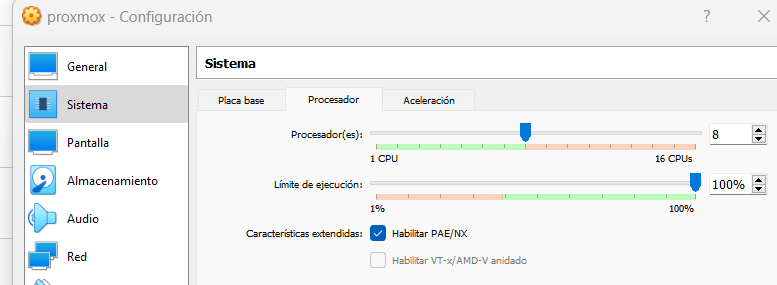 proxmox - Configuración
?
General
Sistema
Pantalla
Almacenamiento
Audio
Red
Sistema
Placa base
Procesador
Aceleración
Procesador(es):
8
1 CPU
16 CPUs
Límite de ejecución:
100%
1%
100%
Características extendidas:
Habilitar PAE/NX
Habilitar VT-x/AMD-V anidado